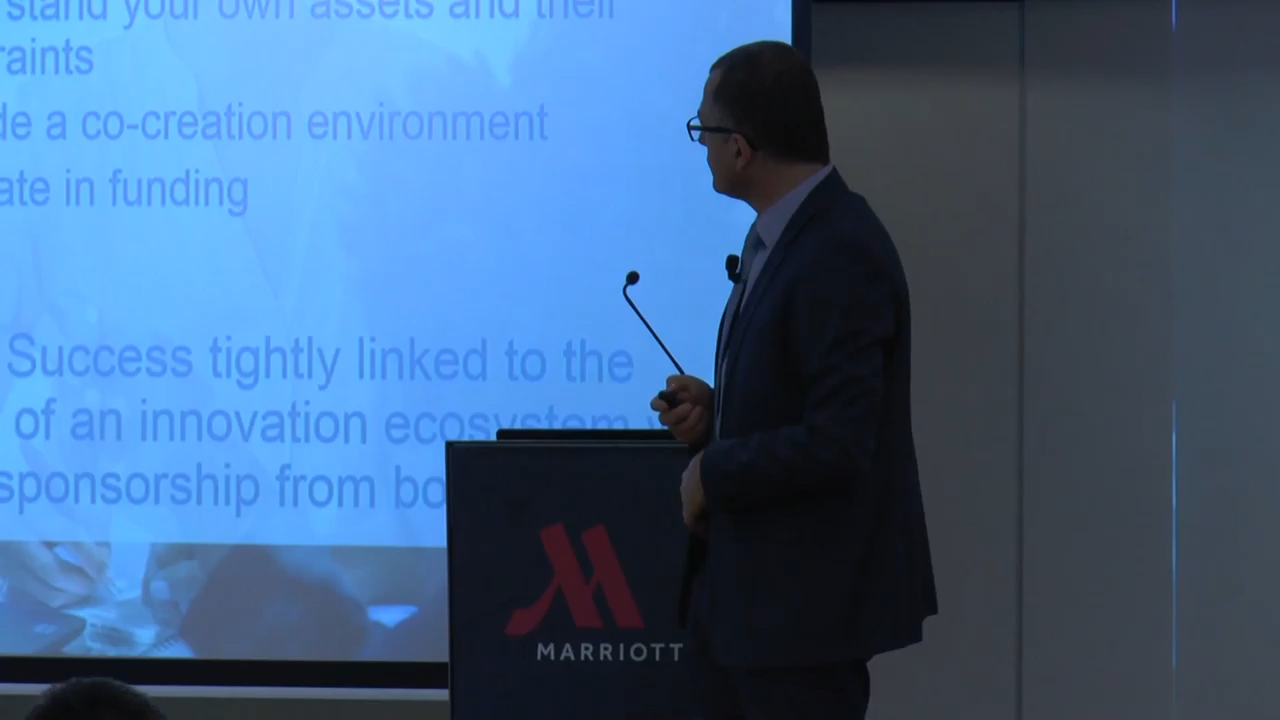 stand your own assets and their
raints
de a co-creation environment
ate in funding
Success tightly linked to the
of an innovation ecosystem
sponsorship from bo
MARRIOTT